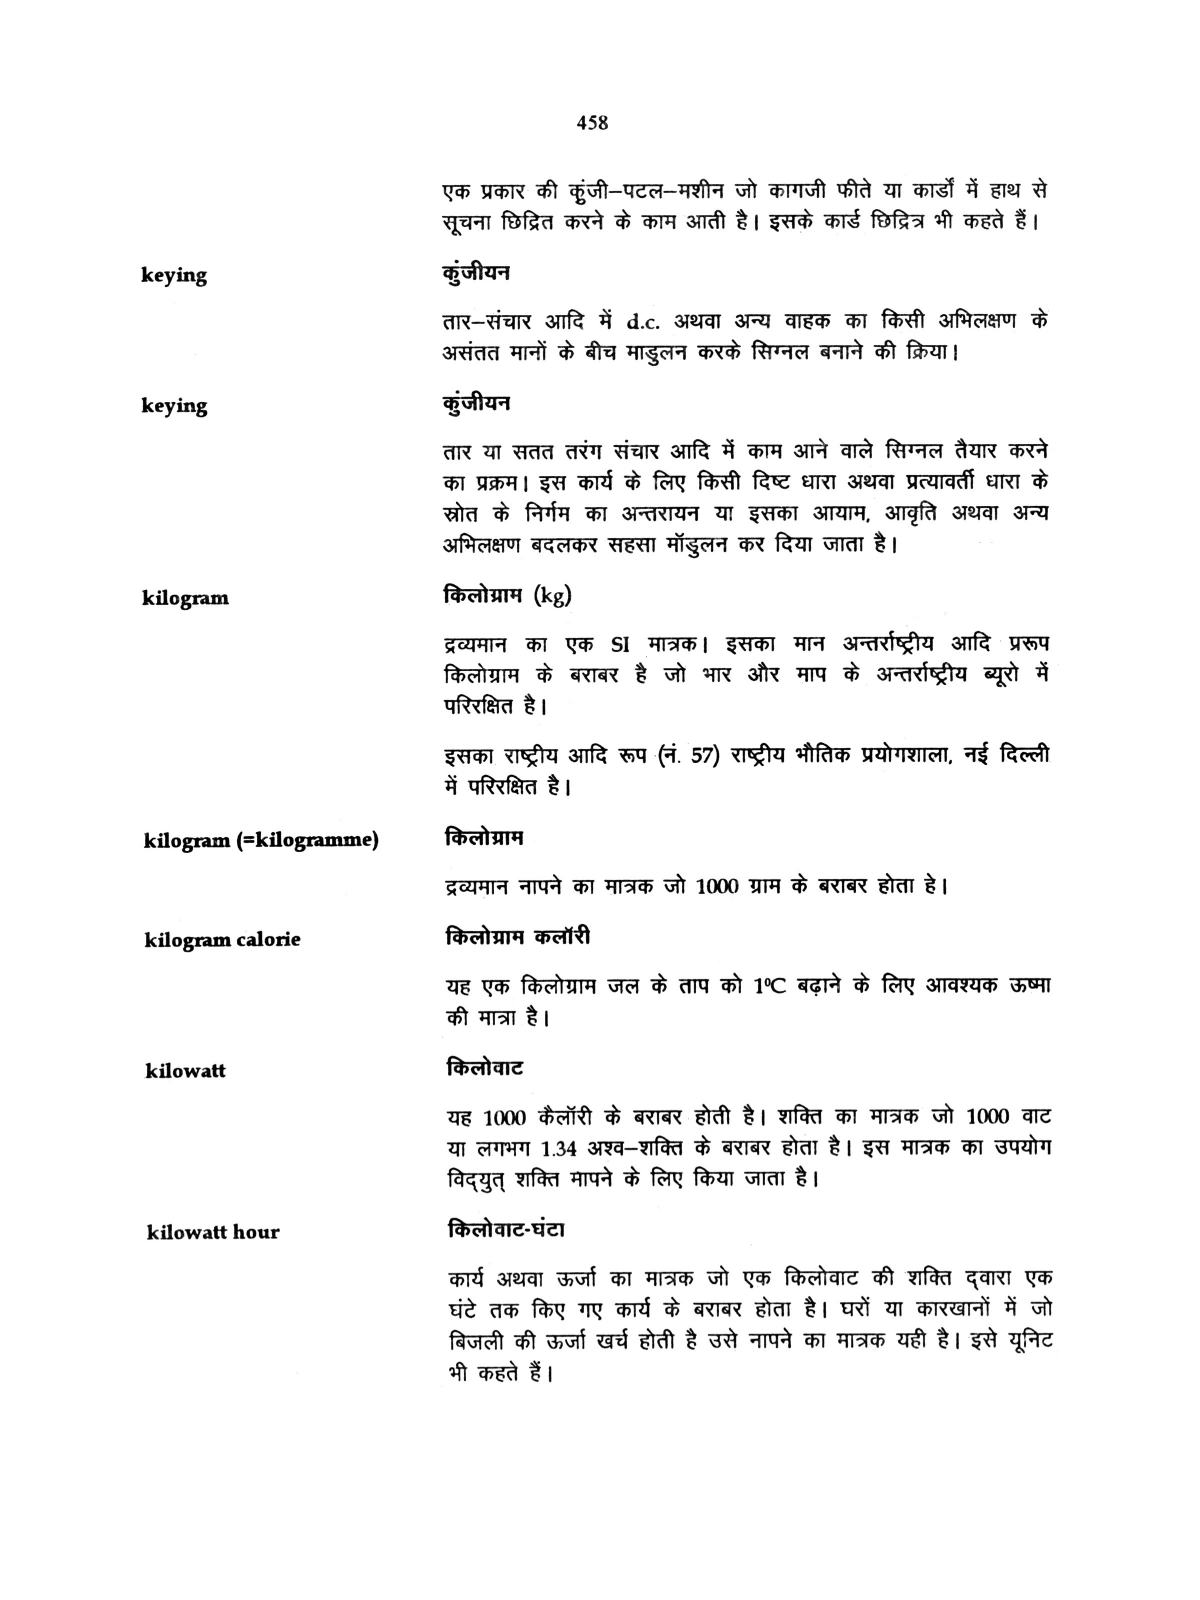 458
एक प्रकार की कुंजी–पटल–मशीन जो कागजी फीते या कार्डों में हाथ से
सूचना छिद्रित करने के काम आती है। इसके कार्ड छिद्रित्र भी कहते हैं।
keying कुंजीयन
तार–संचार आदि में d.c. अथवा अन्य वाहक का किसी अभिलक्षण के
असंतत मानों के बीच माडुलन करके सिग्नल बनाने की क्रिया।
keying कुंजीयन
तार या सतत तरंग संचार आदि में काम आने वाले सिग्नल तैयार करने
का प्रक्रम। इस कार्य के लिए किसी दिष्ट धारा अथवा प्रत्यावर्ती धारा के
स्रोत के निर्गम का अन्तरायन या इसका आयाम, आवृति अथवा अन्य
अभिलक्षण बदलकर सहसा मॉडुलन कर दिया जाता है।
kilogram किलोग्राम (kg)
द्रव्यमान का एक SI मात्रक। इसका मान अन्तर्राष्ट्रीय आदि प्ररूप
किलोग्राम के बराबर है जो भार और माप के अन्तर्राष्ट्रीय ब्यूरो में
परिरक्षित है।
इसका राष्ट्रीय आदि रूप (नं. 57) राष्ट्रीय भौतिक प्रयोगशाला, नई दिल्ली
में परिरक्षित है।
kilogram (=kilogramme) किलोग्राम
द्रव्यमान नापने का मात्रक जो 1000 ग्राम के बराबर होता हे।
kilogram calorie किलोग्राम कलॉरी
यह एक किलोग्राम जल के ताप को 1⁰C बढ़ाने के लिए आवश्यक ऊष्मा
की मात्रा है।
kilowatt किलोवाट
यह 1000 कैलॉरी के बराबर होती है। शक्ति का मात्रक जो 1000 वाट
या लगभग 1.34 अश्व–शक्ति के बराबर होता है। इस मात्रक का उपयोग
विद्‌युत् शक्ति मापने के लिए किया जाता है।
kilowatt hour किलोवाट-घंटा
कार्य अथवा ऊर्जा का मात्रक जो एक किलोवाट की शक्ति द्‌वारा एक
घंटे तक किए गए कार्य के बराबर होता है। घरों या कारखानों में जो
बिजली की ऊर्जा खर्च होती है उसे नापने का मात्रक यही है। इसे यूनिट
भी कहते हैं।